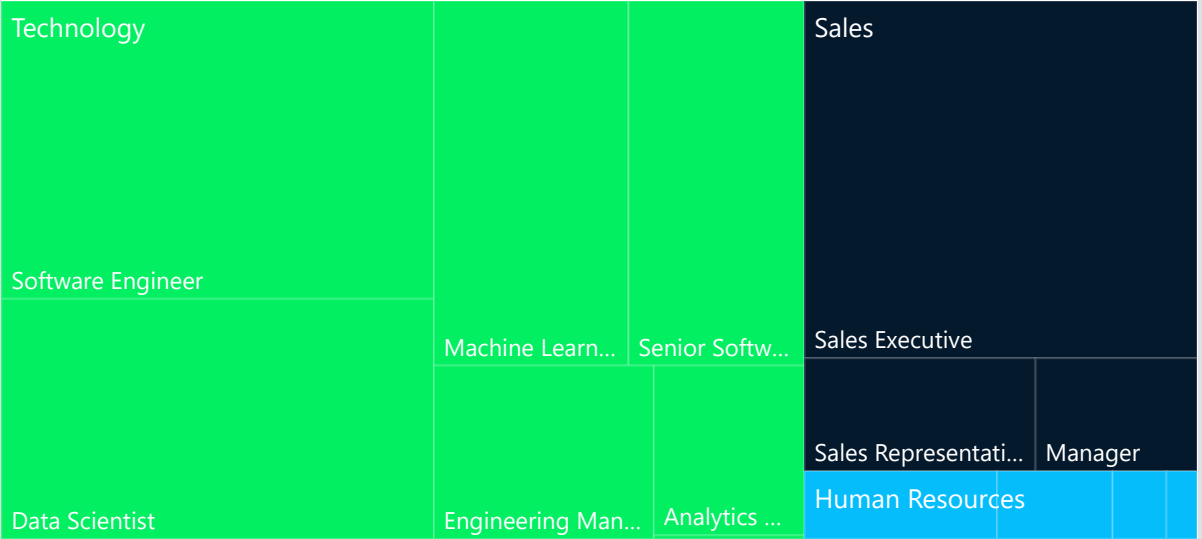 Technology
Sales
Software Engineer
Machine Learn...
Senior Softw...
Sales Executive
Sales Representati...
Manager
Human Resources
Data Scientist
Engineering Man...
Analytics ...